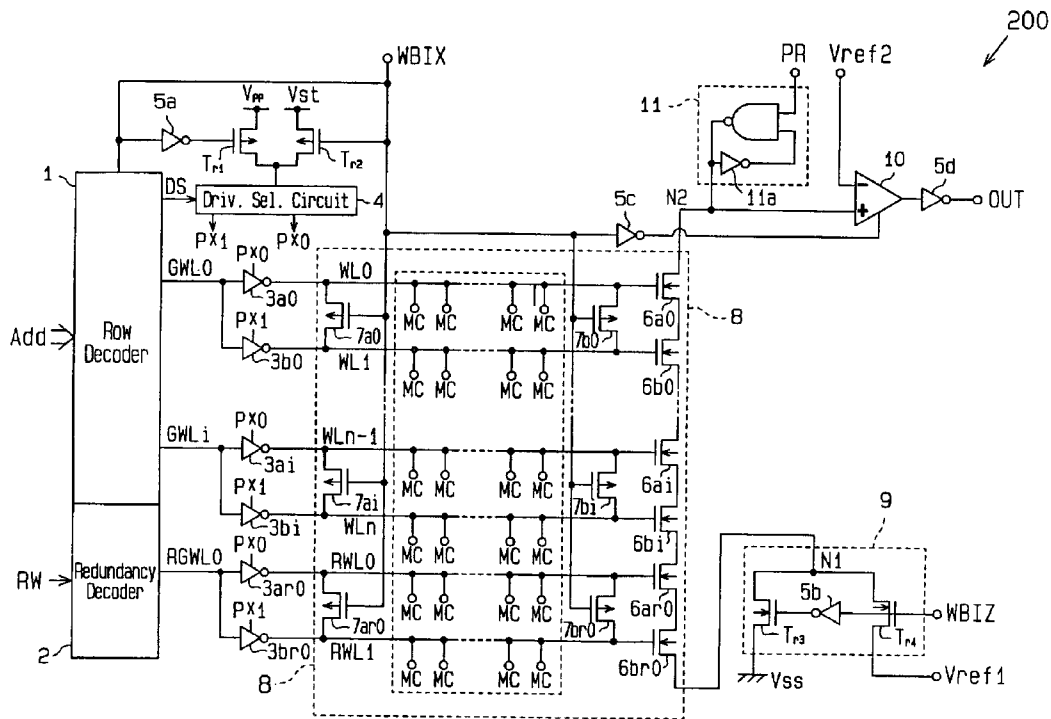 200
WBIX
PR
Vref2
5a
Vpp
Vst
11
Tr1
Tr2
11a
10
5d
OUT
1
DS
Driv. Sel. Circuit
4
N2
5c
PX1
PX0
GWL0
PX0
3a0
WL0
MC MC MC MC
6a0
8
Add
Row
Decoder
PX1
3b0
7a0
WL1
7b0
MC MC MC MC
6b0
GWLi
PX0
3ai
WLn-1
MC MC MC MC
6ai
PX1
3bi
7ai
WLn
7bi
MC MC MC MC
6bi
9
RW
Redundancy
Decoder
RGWL0
PX0
3ar0
RWL0
MC MC MC MC
6ar0
N1
5b
WBIZ
Tr3
Tr4
PX1
3br0
7ar0
RWL1
7br0
MC MC MC MC
6br0
2
8
Vss
Vref1